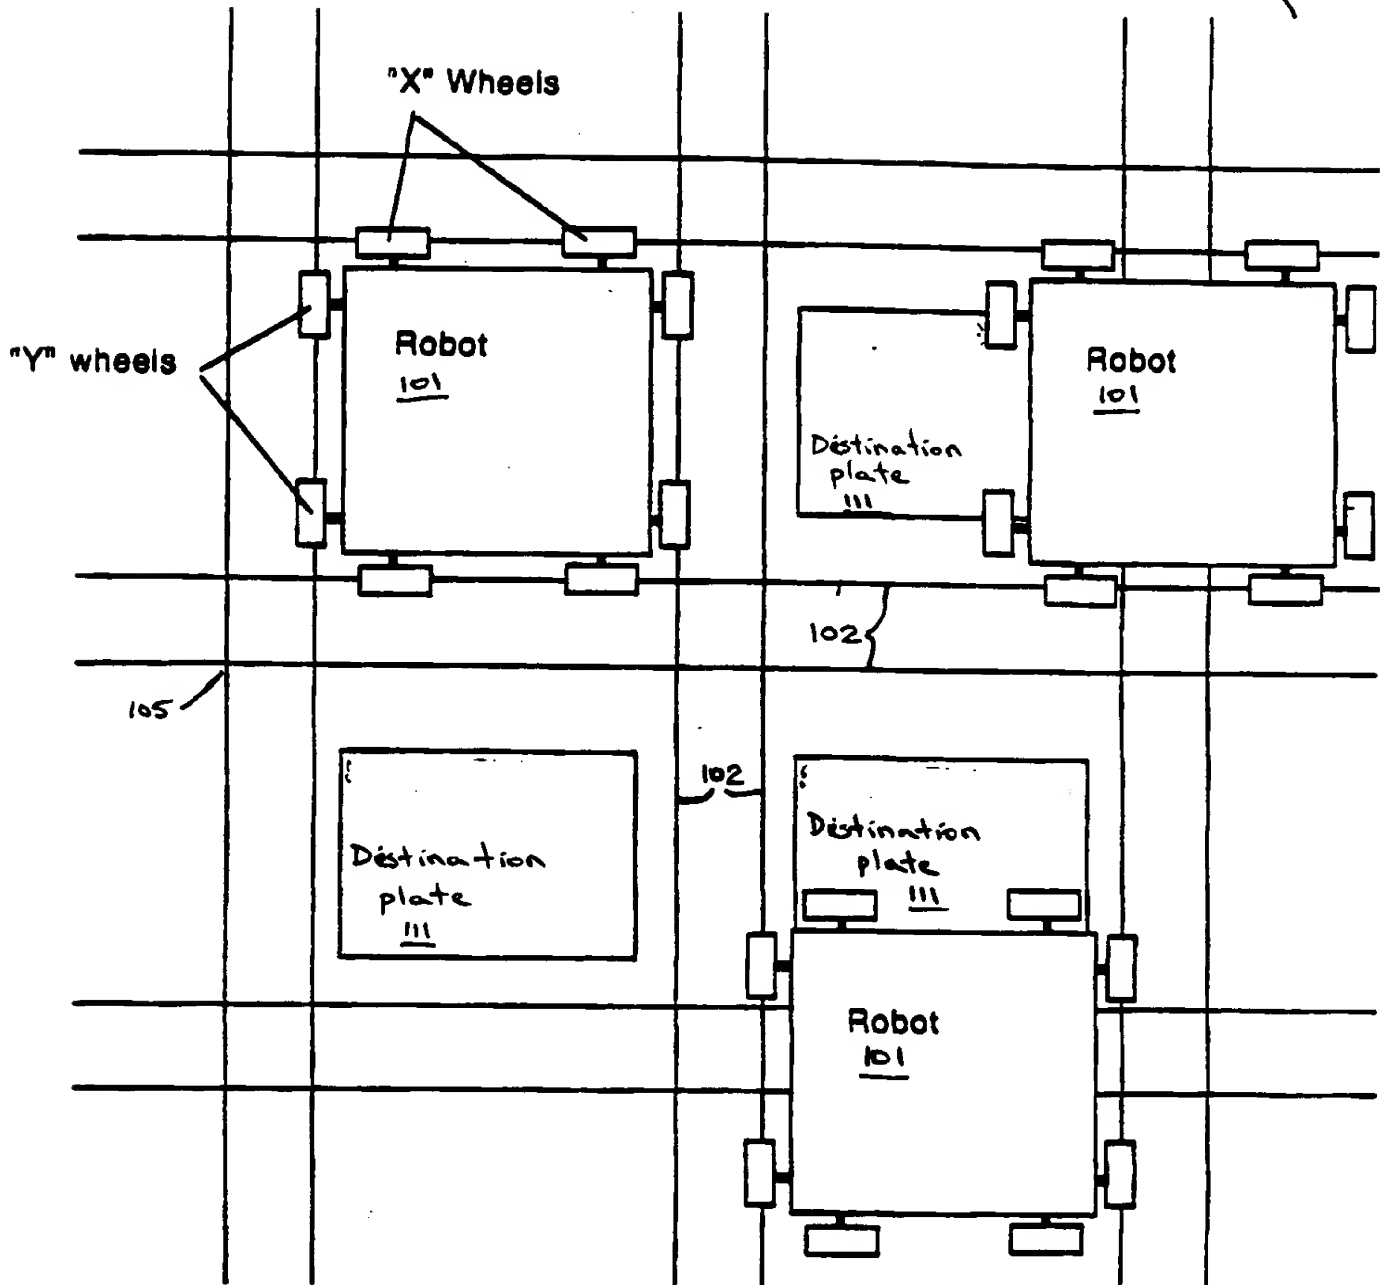 "X" Wheels
"Y" wheels
Robot
101
Robot
101
Destination
plate
111
102
105
102
Destination
plate
111
Destination
plate
111
Robot
101